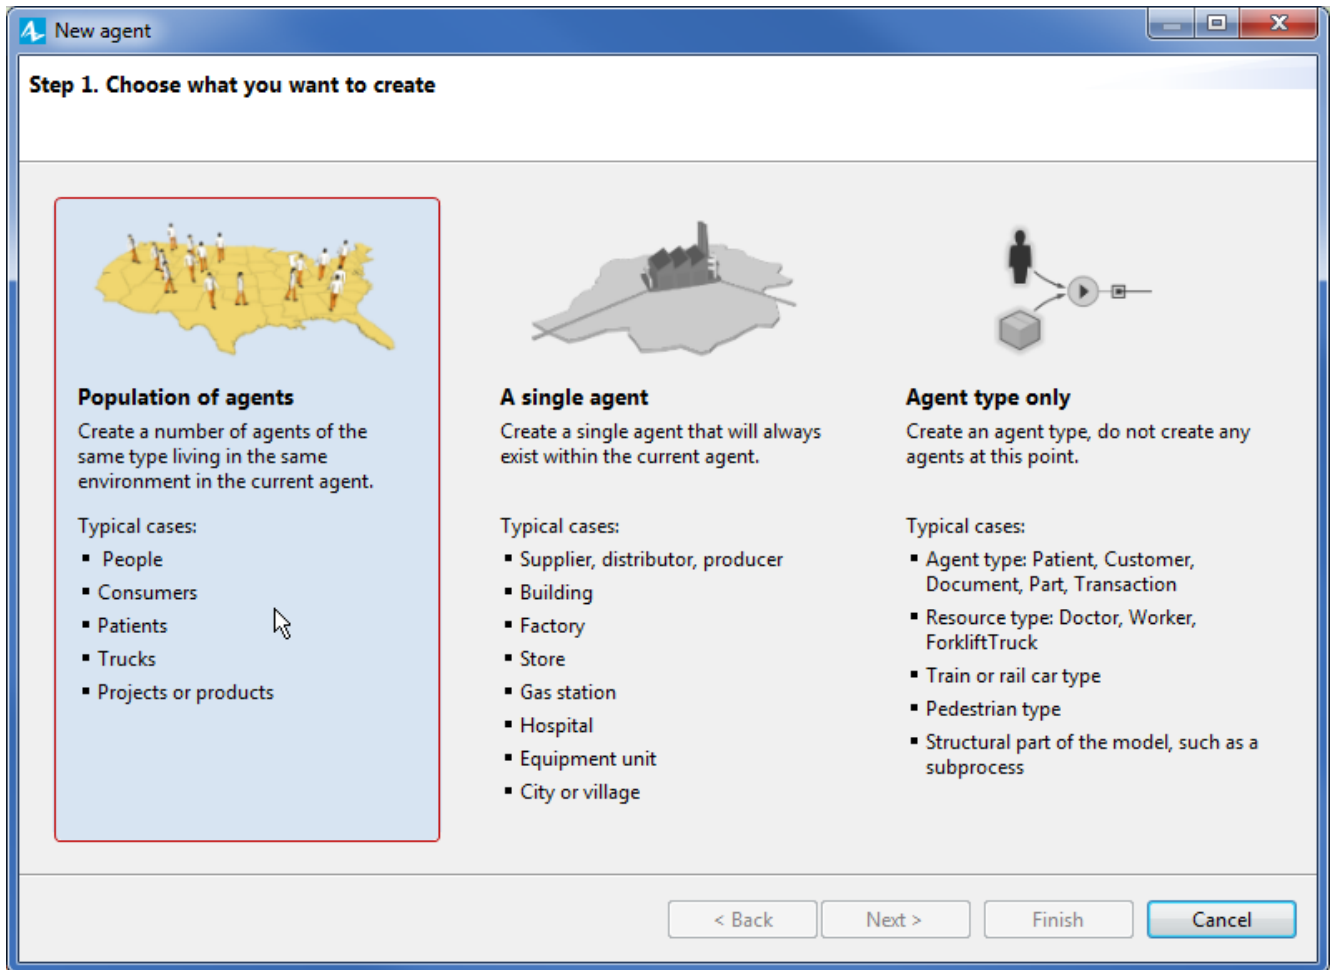 New agent
Step 1. Choose what you want to create
Population of agents
Create a number of agents of the
same type living in the same
environment in the current agent.
Typical cases:
▪ People
▪ Consumers
▪ Patients
▪ Trucks
▪ Projects or products
A single agent
Create a single agent that will always
exist within the current agent.
Typical cases:
▪ Supplier, distributor, producer
▪ Building
▪ Factory
▪ Store
▪ Gas station
▪ Hospital
▪ Equipment unit
▪ City or village
Agent type only
Create an agent type, do not create any
agents at this point.
Typical cases:
▪ Agent type: Patient, Customer,
Document, Part, Transaction
▪ Resource type: Doctor, Worker,
ForkliftTruck
▪ Train or rail car type
▪ Pedestrian type
▪ Structural part of the model, such as a
subprocess
< Back
Next >
Finish
Cancel